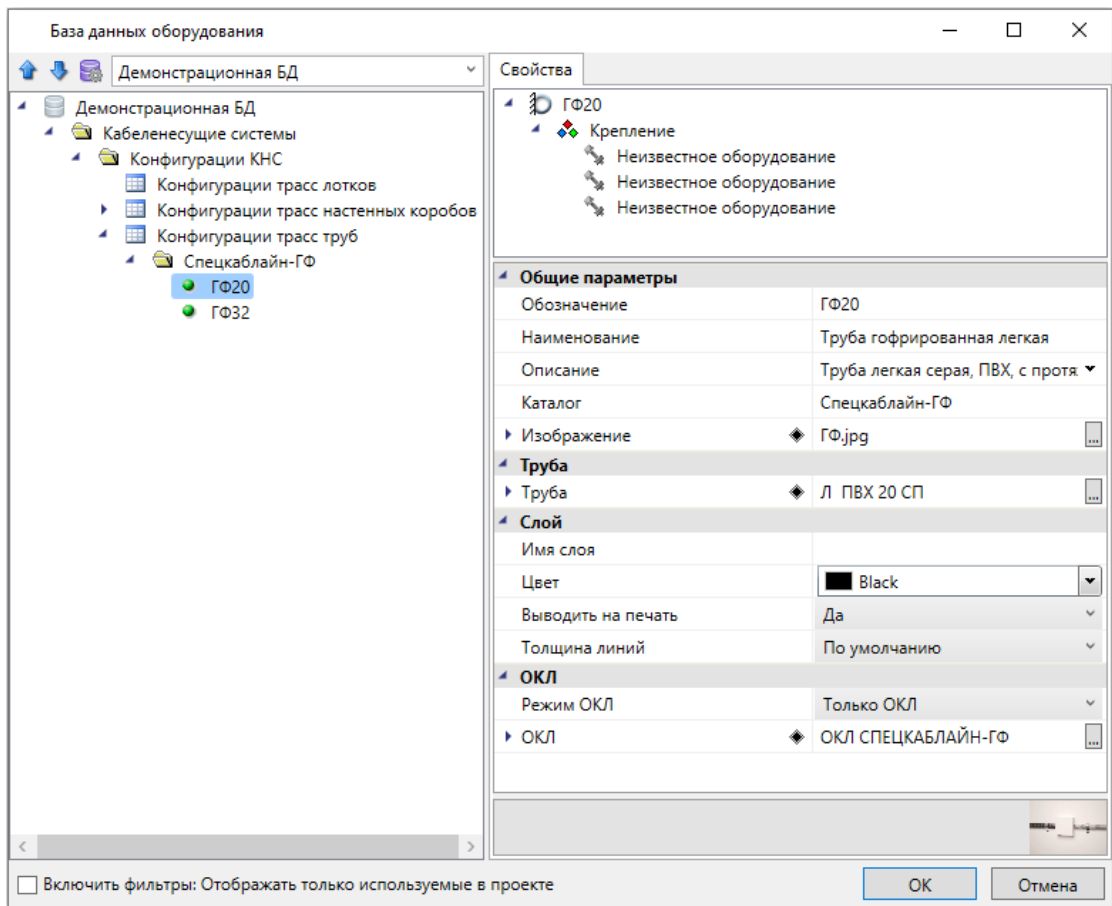 База данных оборудования
Демонстрационная БД
Демонстрационная БД
Кабеленесущие системы
Конфигурации КНС
Конфигурации трасс лотков
Конфигурации трасс настенных коробов
Конфигурации трасс труб
Спецкаблайн-ГФ
ГФ20
ГФ32
Свойства
ГФ20
Крепление
Неизвестное оборудование
Неизвестное оборудование
Неизвестное оборудование
Общие параметры
Обозначение ГФ20
Наименование Труба гофрированная легкая
Описание Труба легкая серая, ПВХ, с протя
Каталог Спецкаблайн-ГФ
Изображение ГФ.jpg ...
Труба
Труба Л ПВХ 20 СП ...
Слой
Имя слоя
Цвет Black
Выводить на печать Да
Толщина линий По умолчанию
ОКЛ
Режим ОКЛ Только ОКЛ
ОКЛ ОКЛ СПЕЦКАБЛАЙН-ГФ ...
Включить фильтры: Отображать только используемые в проекте
ОК Отмена